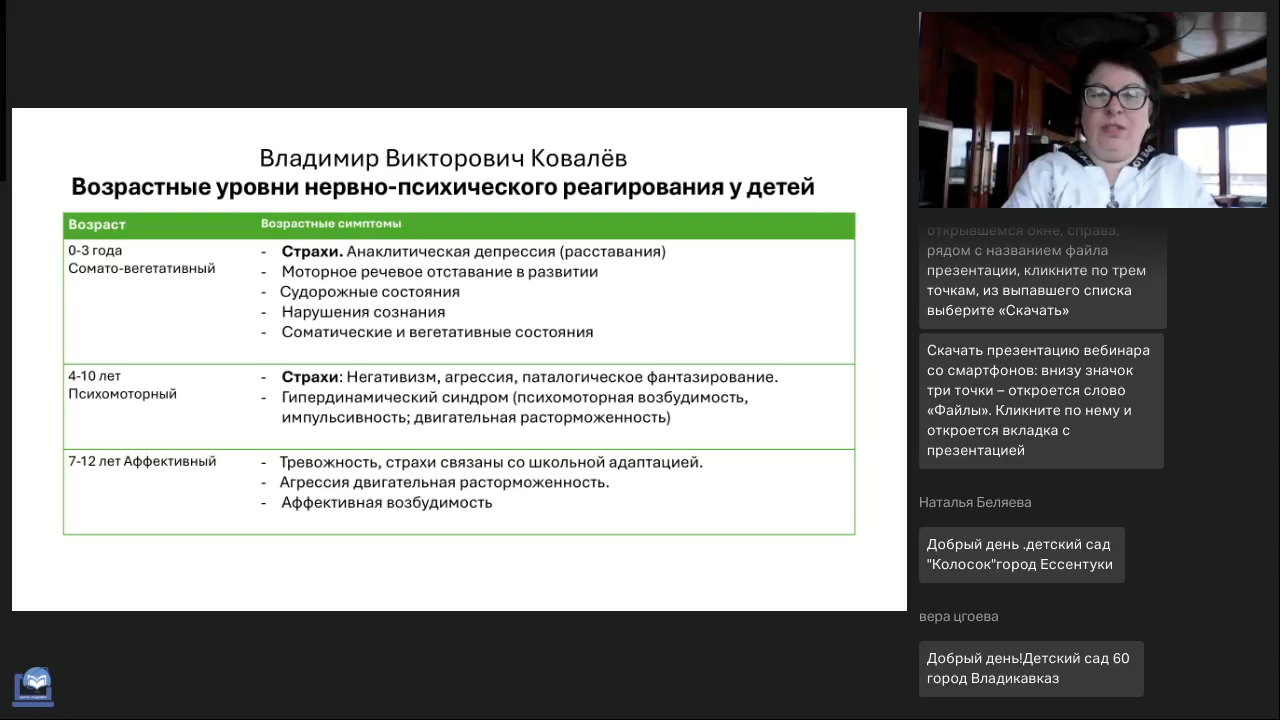 Владимир Викторович Ковалёв
Возрастные уровни нервно-психического реагирования у детей
Возраст
Возрастные симптомы
0-3 года
Сомато-вегетативный
- Страхи. Анаклитическая депрессия (расставания)
- Моторное речевое отставание в развитии
- Судорожные состояния
- Нарушения сознания
- Соматические и вегетативные состояния
4-10 лет
Психомоторный
- Страхи: Негативизм, агрессия, паталогическое фантазирование.
- Гипердинамический синдром (психомоторная возбудимость,
импульсивность; двигательная расторможенность)
7-12 лет Аффективный
- Тревожность, страхи связаны со школьной адаптацией.
- Агрессия двигательная расторможенность.
- Аффективная возбудимость
открывшемся окне, справа,
рядом с названием файла
презентации, кликните по трем
точкам, из выпавшего списка
выберите «Скачать»
Скачать презентацию вебинара
со смартфонов: внизу значок
три точки – откроется слово
«Файлы». Кликните по нему и
откроется вкладка с
презентацией
Наталья Беляева
Добрый день .детский сад
"Колосок"город Ессентуки
вера цгоева
Добрый день!Детский сад 60
город Владикавказ